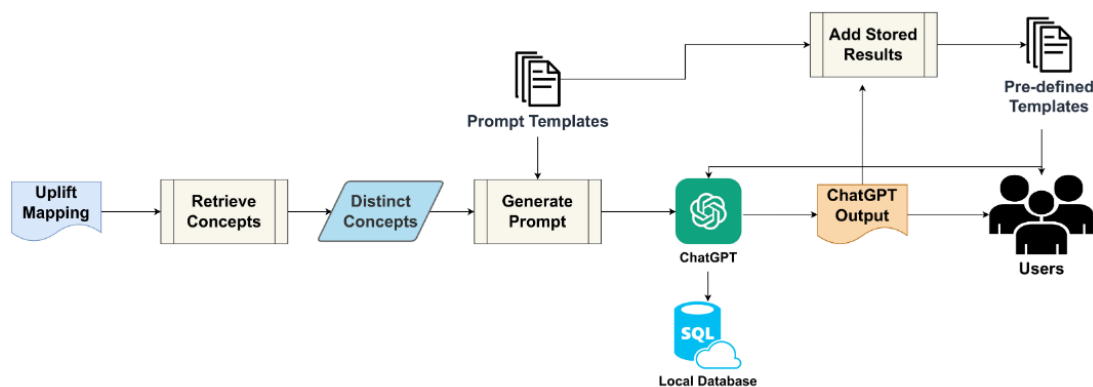 Add Stored
Results
Pre-defined
Templates
Prompt Templates
Uplift
Mapping
Retrieve
Concepts
Distinct
Concepts
Generate
Prompt
ChatGPT
ChatGPT
Output
Users
SQL
Local Database